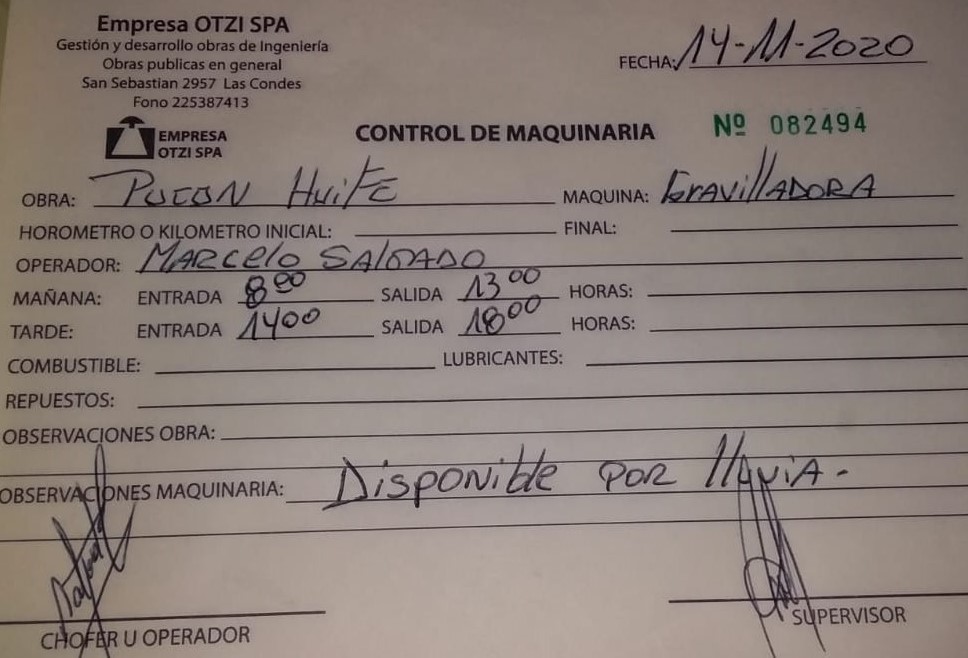 Empresa OTZI SPA
Gestión y desarrollo obras de Ingeniería
Obras publicas en general
San Sebastian 2957 Las Condes
Fono 225387413
FECHA: 14-11-2020
EMPRESA
OTZI SPA
CONTROL DE MAQUINARIA Nº 082494
OBRA: PUCON HuifE MAQUINA: GravillADORA
HOROMETRO O KILOMETRO INICIAL: FINAL:
OPERADOR: MARCElO SAlGADO
MAÑANA: ENTRADA 8 00 SALIDA 13 00 HORAS:
TARDE: ENTRADA 14 00 SALIDA 18 00 HORAS:
COMBUSTIBLE: LUBRICANTES:
REPUESTOS:
OBSERVACIONES OBRA:
OBSERVACIONES MAQUINARIA: DispoNible POR lluviA.-
CHOFER U OPERADOR SUPERVISOR